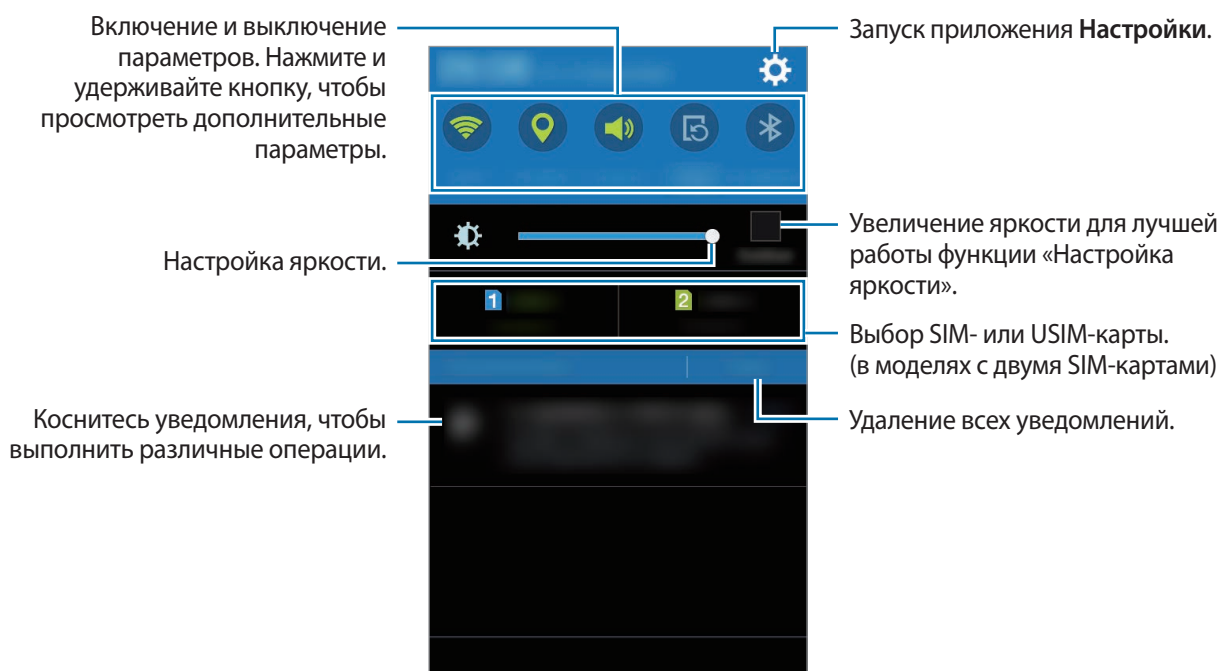 Включение и выключение
параметров. Нажмите и
удерживайте кнопку, чтобы
просмотреть дополнительные
параметры.
Запуск приложения Настройки.
Настройка яркости.
Увеличение яркости для лучшей
работы функции «Настройка
яркости».
1
2
Выбор SIM- или USIM-карты.
(в моделях с двумя SIM-картами)
Коснитесь уведомления, чтобы
выполнить различные операции.
Удаление всех уведомлений.